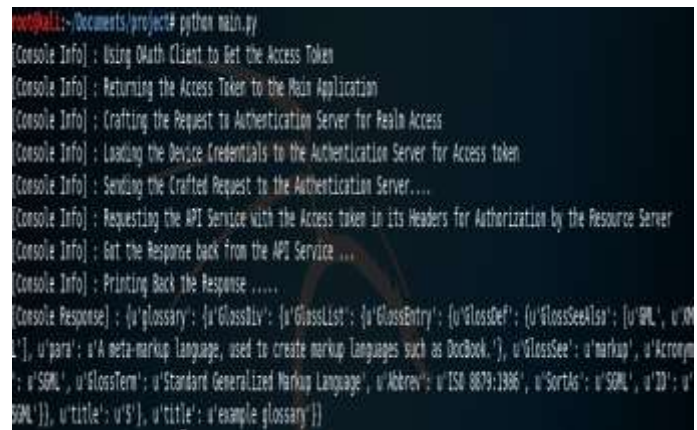 root@kali:~/Documents/project# python main.py
[Console Info] : Using OAuth Client to Get the Access Token
[Console Info] : Returning the Access Token to the Main Application
[Console Info] : Crafting the Request to Authentication Server for Realm Access
[Console Info] : Loading the Device Credentials to the Authentication Server for Access token
[Console Info] : Sending the Crafted Request to the Authentication Server....
[Console Info] : Requesting the API Service with the Access token in its Headers for Authorization by the Resource Server
[Console Info] : Got the Response back from the API Service ...
[Console Info] : Printing Back the Response .....
[Console Response] : {u'glossary': {u'GlossDiv': {u'GlossList': {u'GlossEntry': {u'GlossDef': {u'GlossSeeAlso': [u'GML', u'XM
L'], u'para': u'A meta-markup language, used to create markup languages such as DocBook.'}, u'GlossSee': u'markup', u'Acronym
': u'SGML', u'GlossTerm': u'Standard Generalized Markup Language', u'Abbrev': u'ISO 8879:1986', u'SortAs': u'SGML', u'ID': u'
SGML'}}, u'title': u'S'}, u'title': u'example glossary'}}